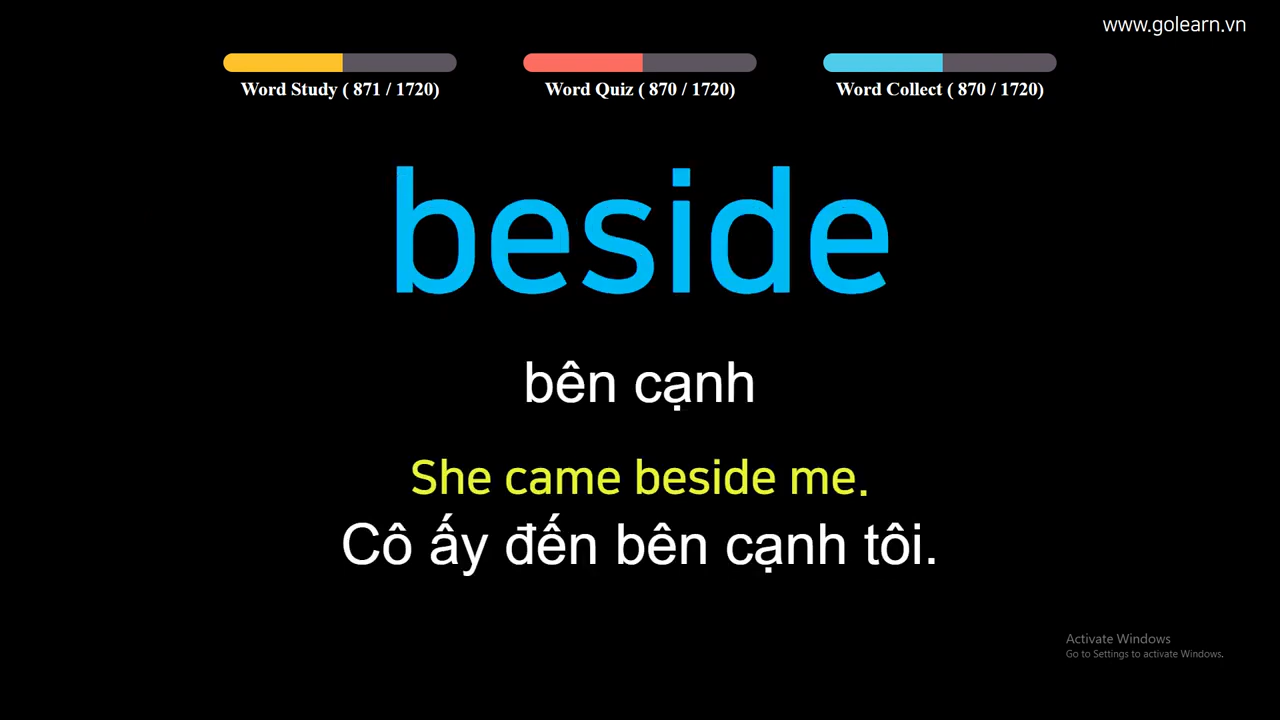 www.golearn.vn
Word Study ( 871 / 1720)
Word Quiz ( 870 / 1720)
Word Collect ( 870 / 1720)
beside
bên cạnh
She came beside me.
Cô ấy đến bên cạnh tôi.
Activate Windows
Go to Settings to activate Windows.